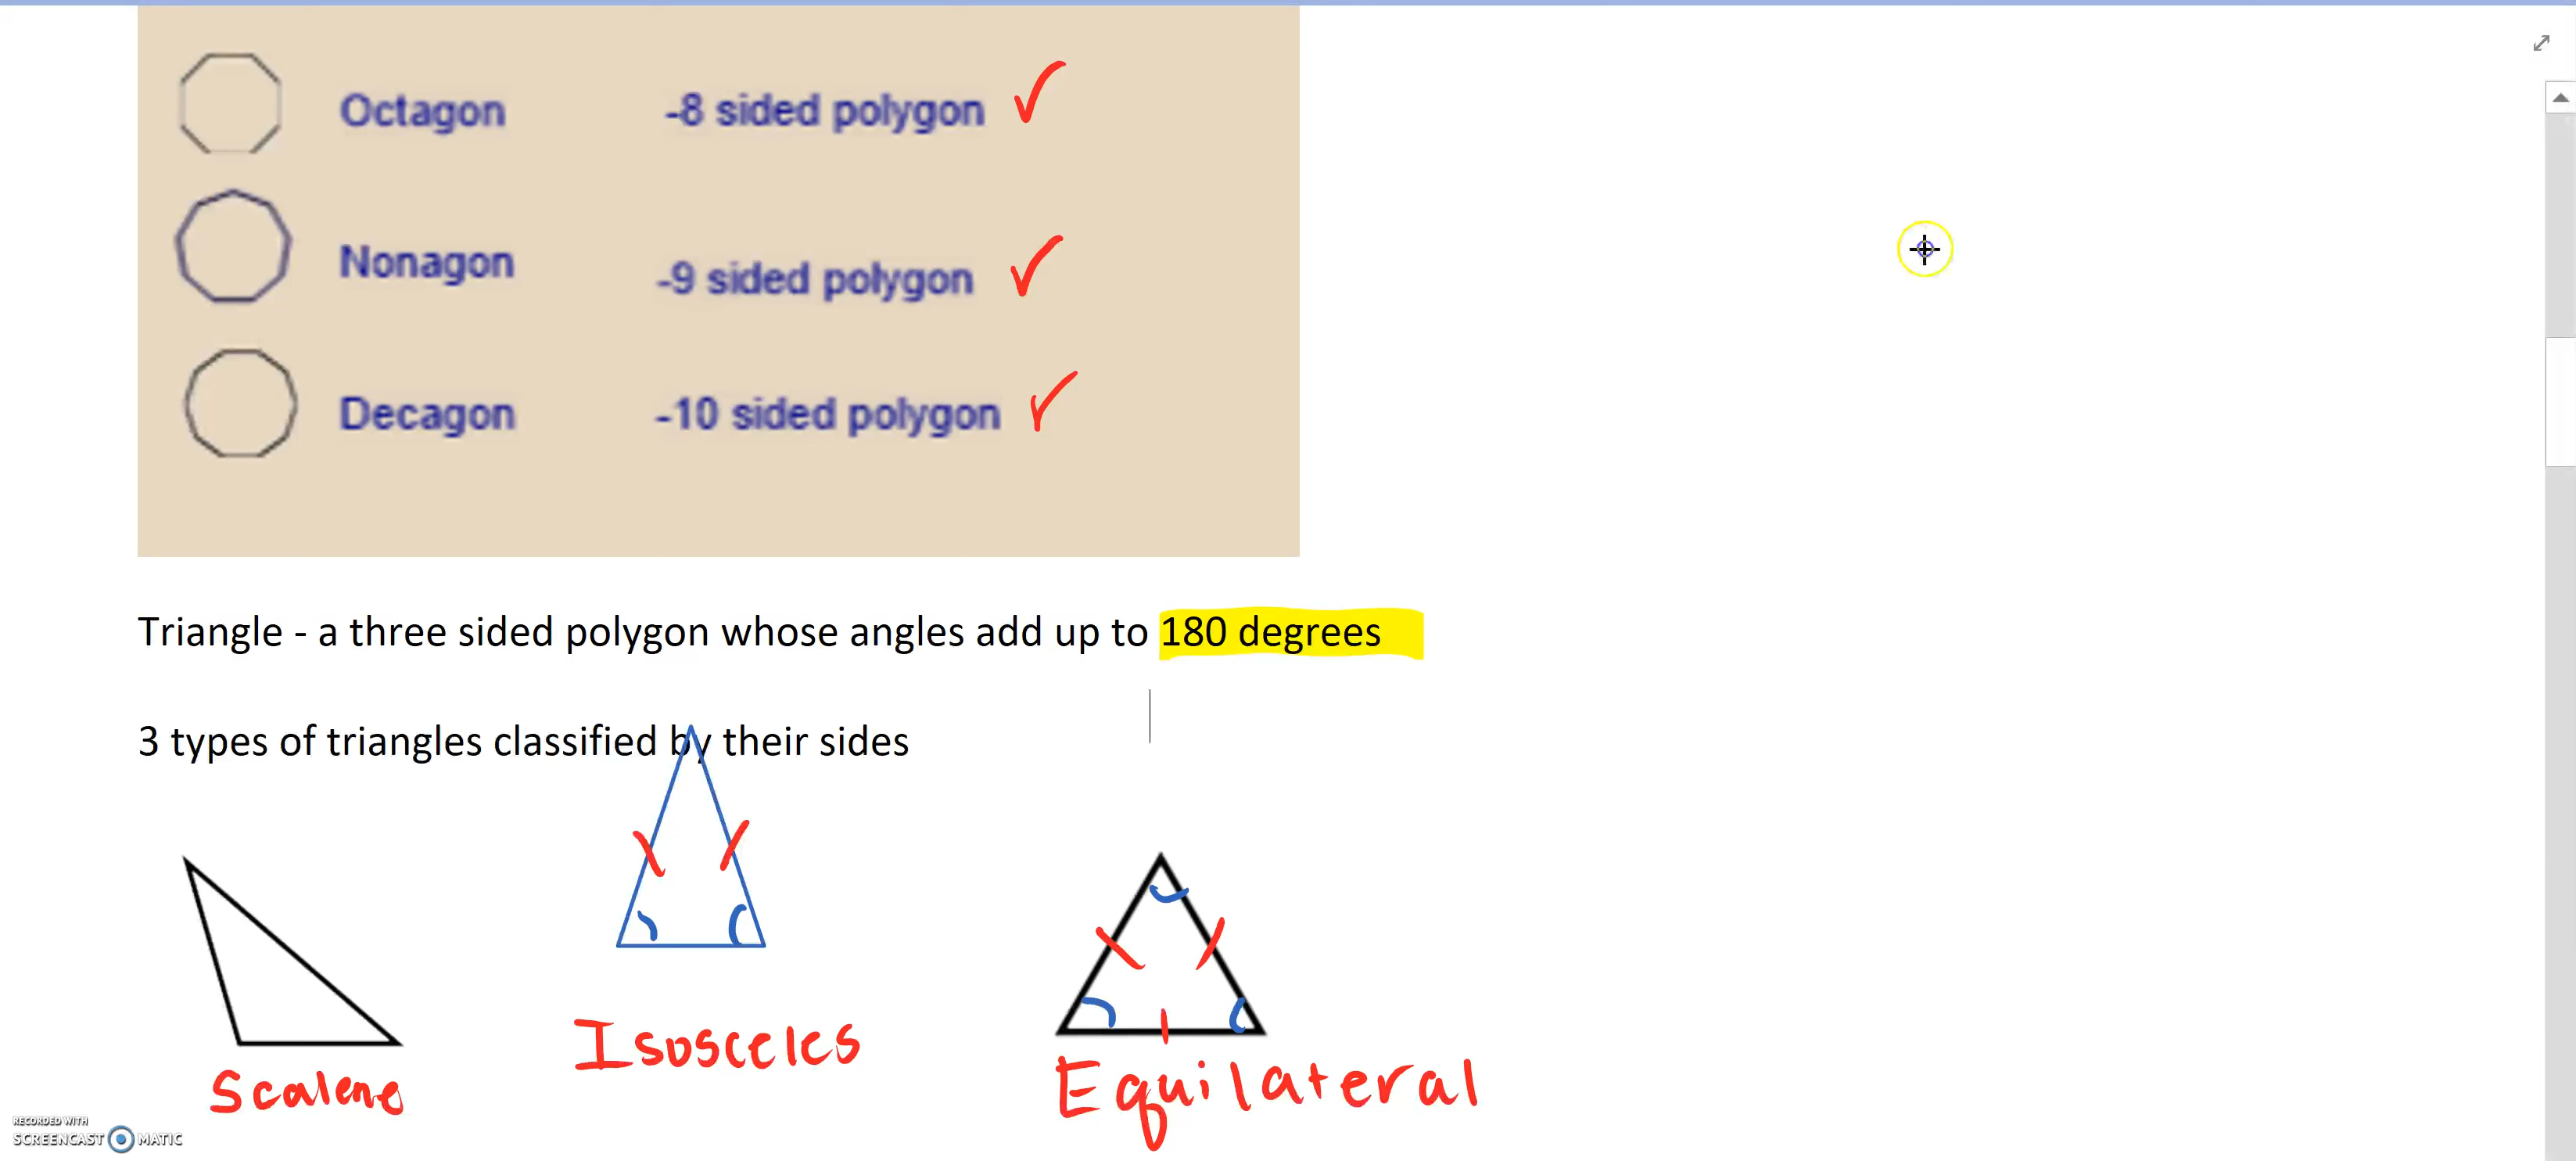 Octagon -8 sided polygon
Nonagon -9 sided polygon
Decagon -10 sided polygon
Triangle - a three sided polygon whose angles add up to 180 degrees
3 types of triangles classified by their sides
Scalene
Isosceles
Equilateral
RECORDED WITH
SCREENCAST MATIC